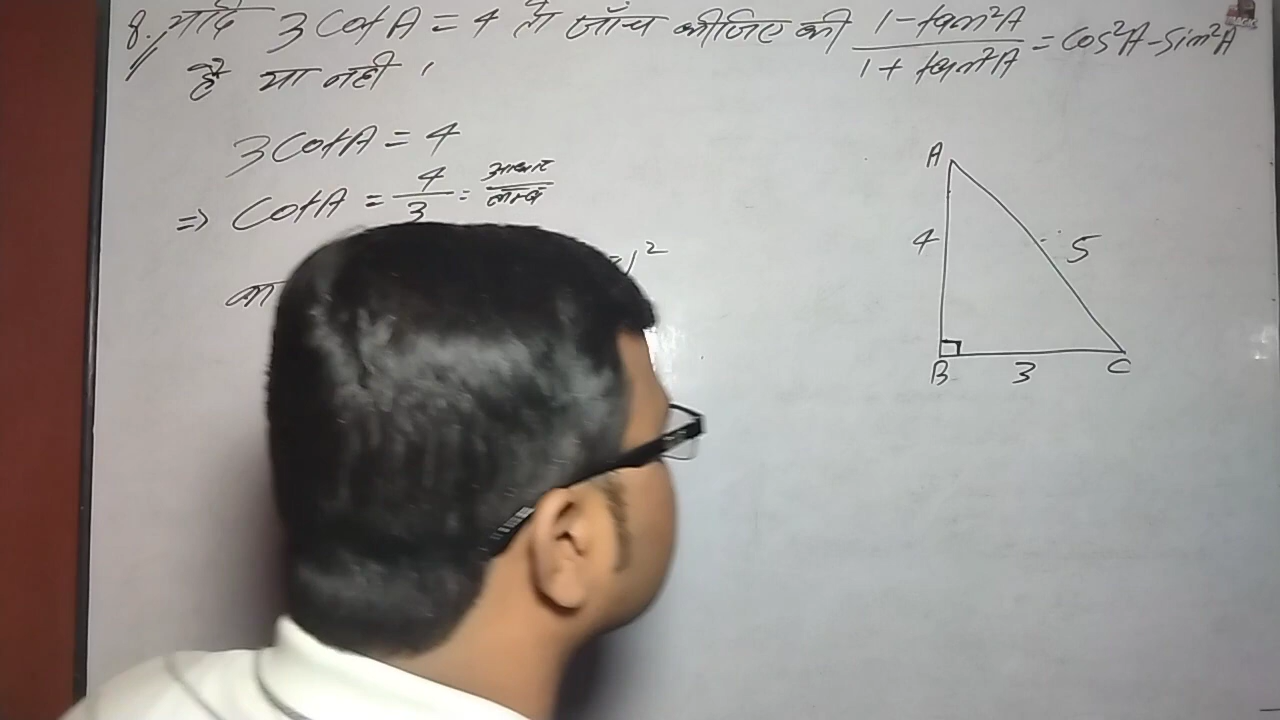 8. यदि 3 Cot A = 4 तो जाँच कीजिए की 1 - tan²A / 1 + tan²A = Cos²A - Sin²A
है या नही ।
3 Cot A = 4
=> Cot A = 4/3 = आधार/लम्ब
²
A
4
5
B
3
C